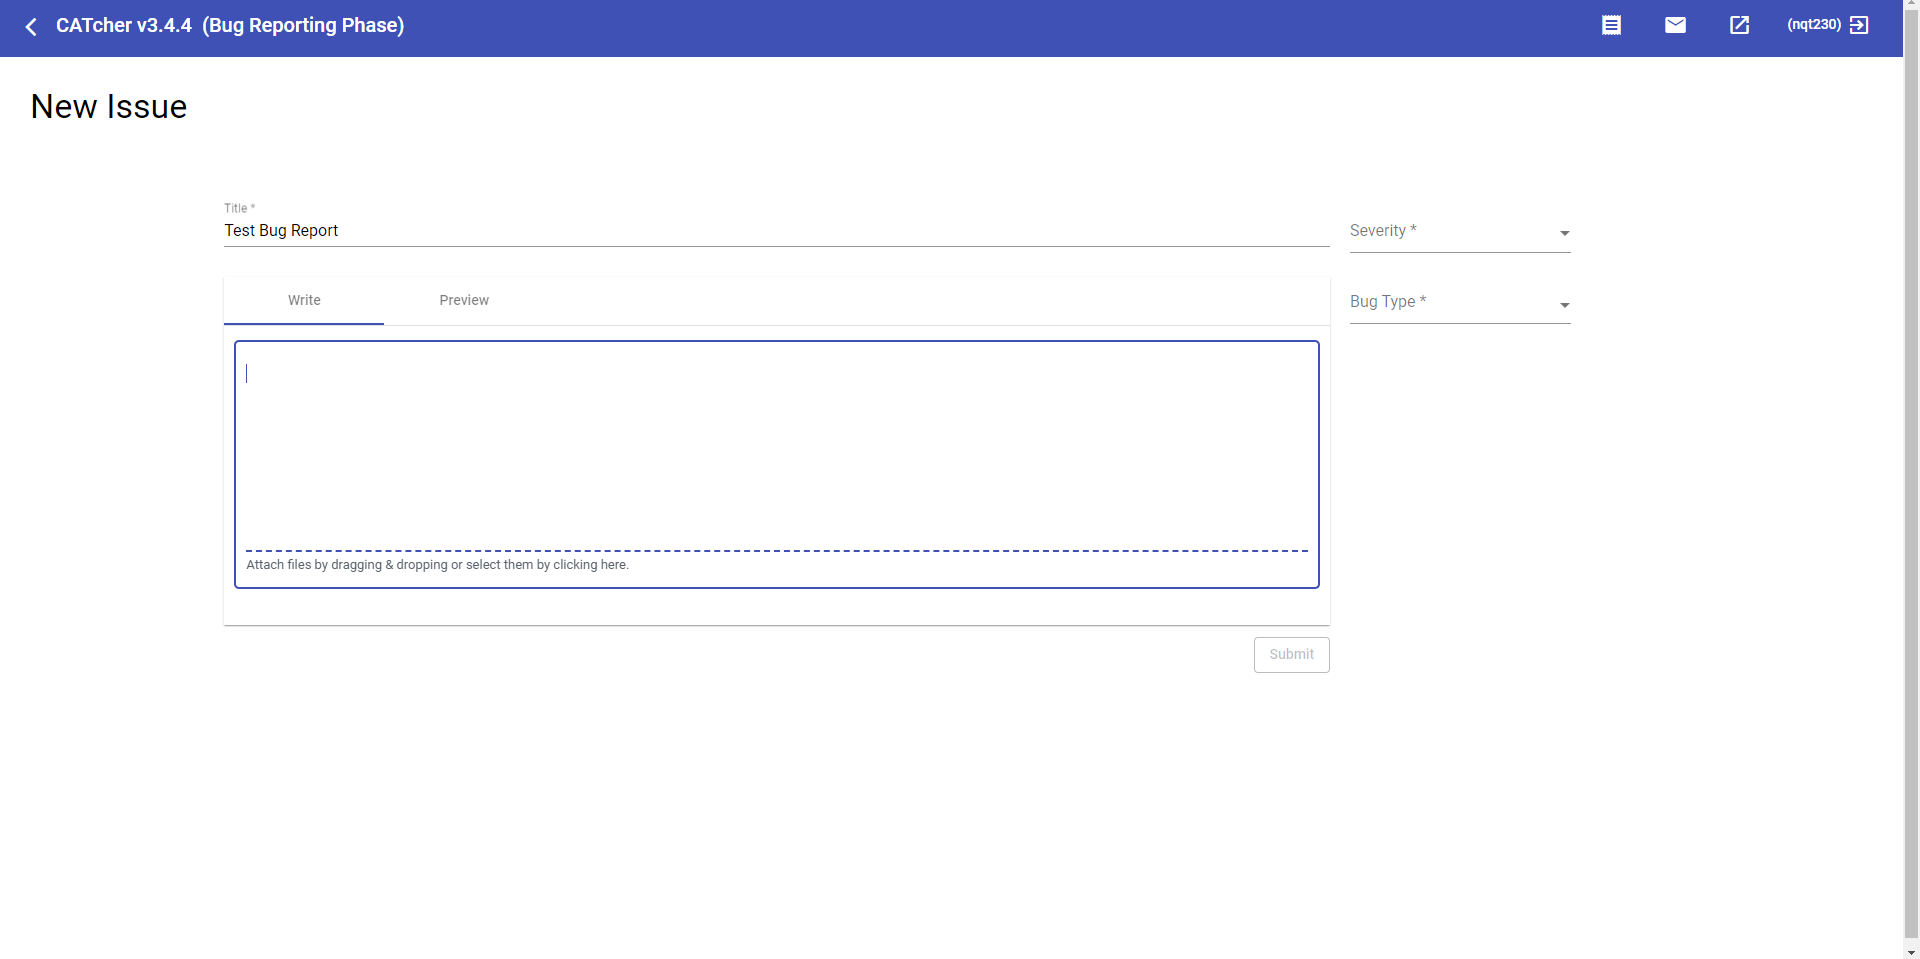 CATcher v3.4.4 (Bug Reporting Phase)
(nqt230)
New Issue
Title *
Test Bug Report
Severity *
Write
Preview
Bug Type *
Attach files by dragging & dropping or select them by clicking here.
Submit